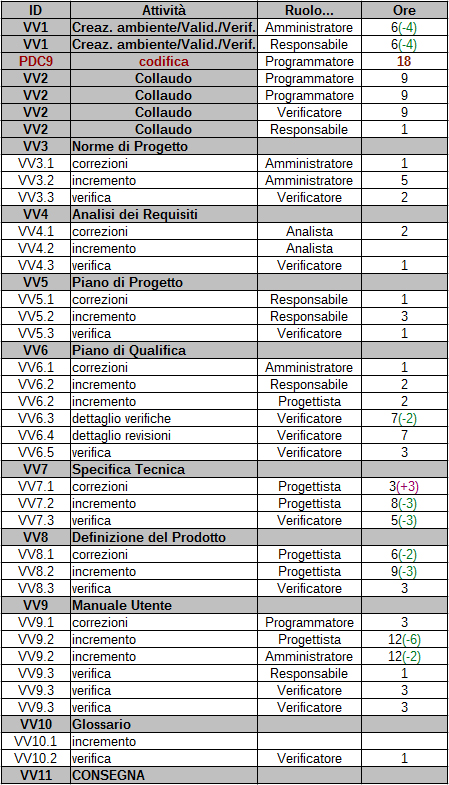 ID Attività Ruolo... Ore
VV1 Creaz. ambiente/Valid./Verif. Amministratore 6(-4)
VV1 Creaz. ambiente/Valid./Verif. Responsabile 6(-4)
PDC9 codifica Programmatore 18
VV2 Collaudo Programmatore 9
VV2 Collaudo Programmatore 9
VV2 Collaudo Verificatore 9
VV2 Collaudo Responsabile 1
VV3 Norme di Progetto
VV3.1 correzioni Amministratore 1
VV3.2 incremento Amministratore 5
VV3.3 verifica Verificatore 2
VV4 Analisi dei Requisiti
VV4.1 correzioni Analista 2
VV4.2 incremento Analista
VV4.3 verifica Verificatore 1
VV5 Piano di Progetto
VV5.1 correzioni Responsabile 1
VV5.2 incremento Responsabile 3
VV5.3 verifica Verificatore 1
VV6 Piano di Qualifica
VV6.1 correzioni Amministratore 1
VV6.2 incremento Responsabile 2
VV6.2 incremento Progettista 2
VV6.3 dettaglio verifiche Verificatore 7(-2)
VV6.4 dettaglio revisioni Verificatore 7
VV6.5 verifica Verificatore 3
VV7 Specifica Tecnica
VV7.1 correzioni Progettista 3(+3)
VV7.2 incremento Progettista 8(-3)
VV7.3 verifica Verificatore 5(-3)
VV8 Definizione del Prodotto
VV8.1 correzioni Progettista 6(-2)
VV8.2 incremento Progettista 9(-3)
VV8.3 verifica Verificatore 3
VV9 Manuale Utente
VV9.1 correzioni Programmatore 3
VV9.2 incremento Progettista 12(-6)
VV9.2 incremento Amministratore 12(-2)
VV9.3 verifica Responsabile 1
VV9.3 verifica Verificatore 3
VV9.3 verifica Verificatore 3
VV10 Glossario
VV10.1 incremento
VV10.2 verifica Verificatore 1
VV11 CONSEGNA